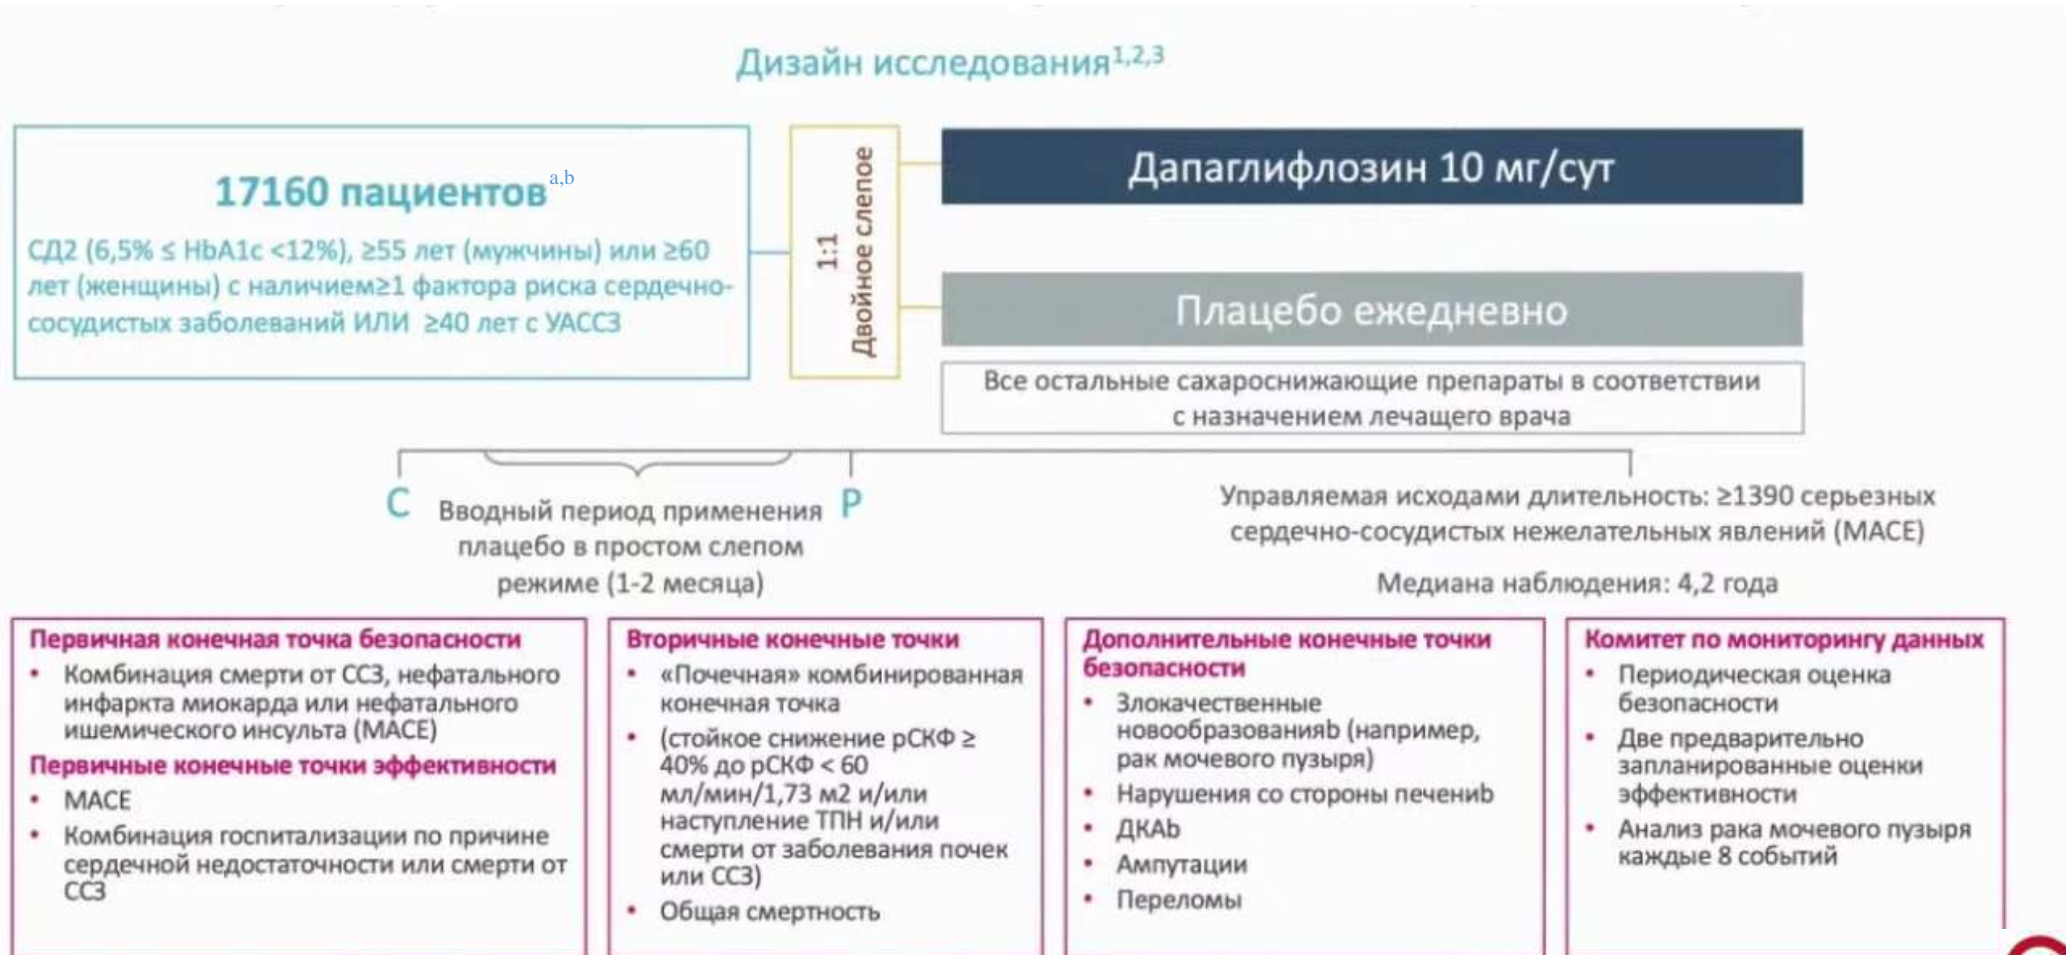 Дизайн исследования1,2,3
17160 пациентов a,b
СД2 (6,5% ≤ HbA1c <12%), ≥55 лет (мужчины) или ≥60
лет (женщины) с наличием≥1 фактора риска сердечно-
сосудистых заболеваний ИЛИ ≥40 лет с УАССЗ
1:1
Двойное слепое
Дапаглифлозин 10 мг/сут
Плацебо ежедневно
Все остальные сахароснижающие препараты в соответствии
с назначением лечащего врача
С
Вводный период применения
плацебо в простом слепом
режиме (1-2 месяца)
Р
Управляемая исходами длительность: ≥1390 серьезных
сердечно-сосудистых нежелательных явлений (MACE)
Медиана наблюдения: 4,2 года
Первичная конечная точка безопасности
• Комбинация смерти от ССЗ, нефатального
инфаркта миокарда или нефатального
ишемического инсульта (MACE)
Первичные конечные точки эффективности
• MACE
• Комбинация госпитализации по причине
сердечной недостаточности или смерти от
ССЗ
Вторичные конечные точки
• «Почечная» комбинированная
конечная точка
• (стойкое снижение рСКФ ≥
40% до рСКФ < 60
мл/мин/1,73 м2 и/или
наступление ТПН и/или
смерти от заболевания почек
или ССЗ)
• Общая смертность
Дополнительные конечные точки
безопасности
• Злокачественные
новообразованияb (например,
рак мочевого пузыря)
• Нарушения со стороны печениb
• ДКАb
• Ампутации
• Переломы
Комитет по мониторингу данных
• Периодическая оценка
безопасности
• Две предварительно
запланированные оценки
эффективности
• Анализ рака мочевого пузыря
каждые 8 событий